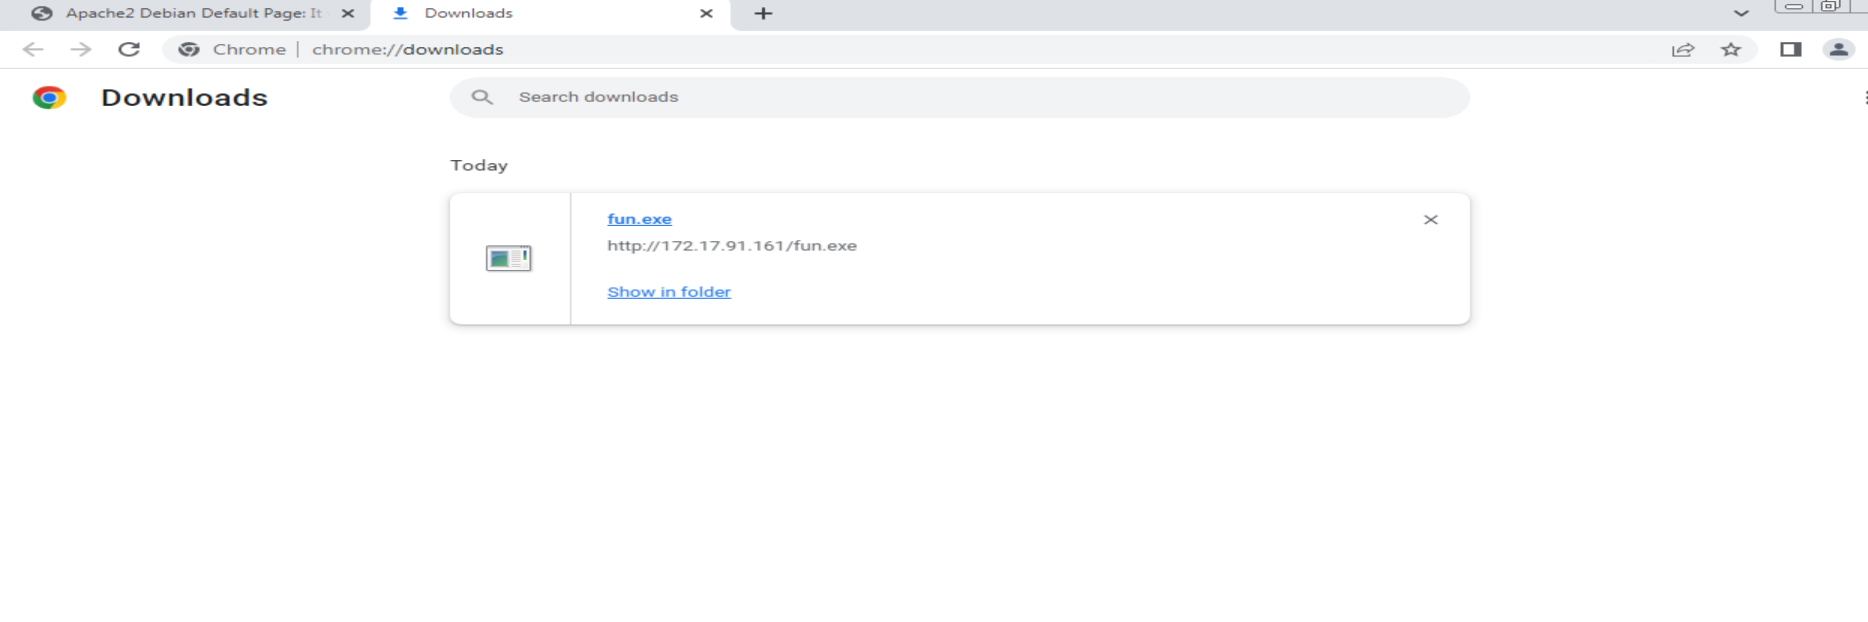 Apache2 Debian Default Page: It
Downloads
Chrome | chrome://downloads
Downloads
Search downloads
Today
fun.exe
http://172.17.91.161/fun.exe
Show in folder